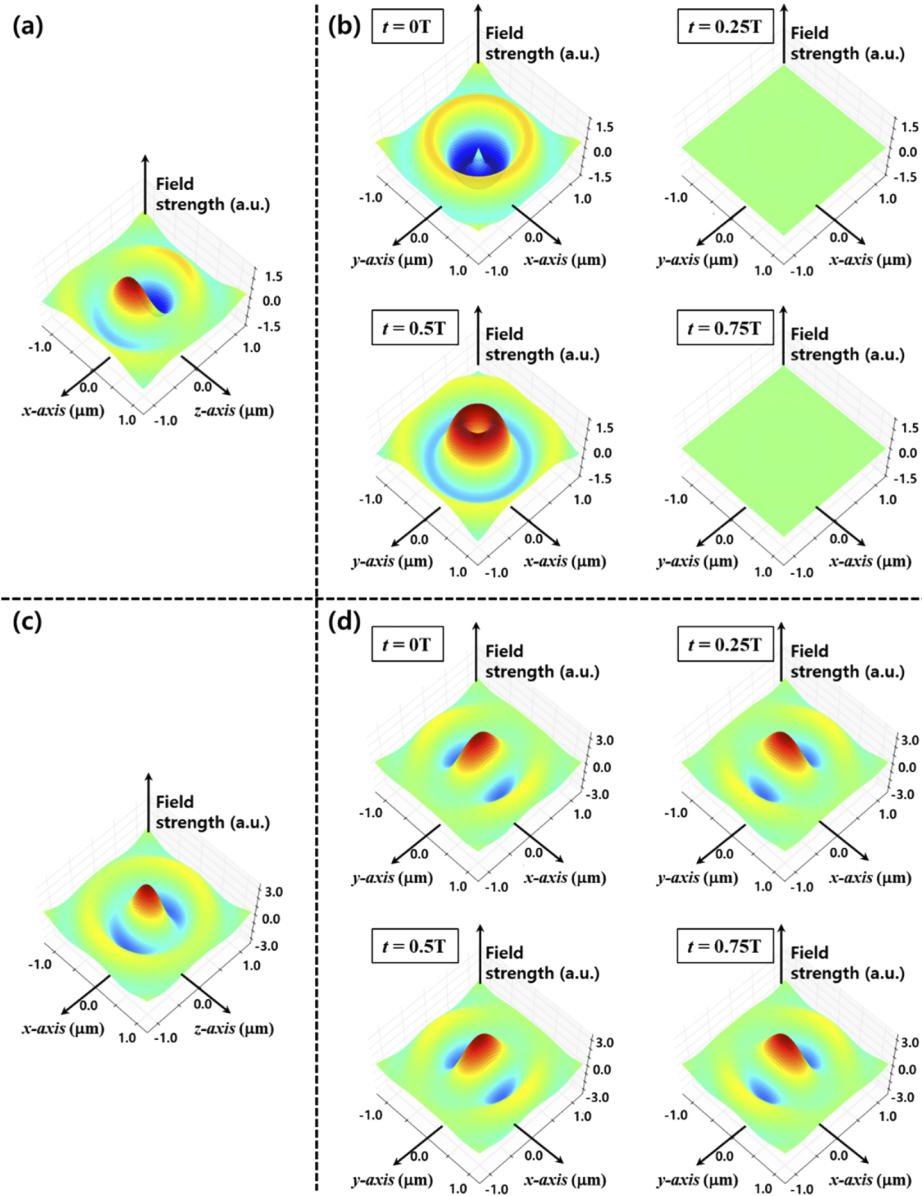 (a)
Field
strength (a.u.)
1.5
0.0
-1.5
-1.0
0.0
1.0
x-axis (μm)
-1.0
0.0
1.0
z-axis (μm)
(b)
t = 0T
Field
strength (a.u.)
1.5
0.0
-1.5
-1.0
0.0
1.0
y-axis (μm)
-1.0
0.0
1.0
x-axis (μm)
t = 0.25T
Field
strength (a.u.)
1.5
0.0
-1.5
-1.0
0.0
1.0
y-axis (μm)
-1.0
0.0
1.0
x-axis (μm)
t = 0.5T
Field
strength (a.u.)
1.5
0.0
-1.5
-1.0
0.0
1.0
y-axis (μm)
-1.0
0.0
1.0
x-axis (μm)
t = 0.75T
Field
strength (a.u.)
1.5
0.0
-1.5
-1.0
0.0
1.0
y-axis (μm)
-1.0
0.0
1.0
x-axis (μm)
(c)
Field
strength (a.u.)
3.0
0.0
-3.0
-1.0
0.0
1.0
x-axis (μm)
-1.0
0.0
1.0
z-axis (μm)
(d)
t = 0T
Field
strength (a.u.)
3.0
0.0
-3.0
-1.0
0.0
1.0
y-axis (μm)
-1.0
0.0
1.0
x-axis (μm)
t = 0.25T
Field
strength (a.u.)
3.0
0.0
-3.0
-1.0
0.0
1.0
y-axis (μm)
-1.0
0.0
1.0
x-axis (μm)
t = 0.5T
Field
strength (a.u.)
3.0
0.0
-3.0
-1.0
0.0
1.0
y-axis (μm)
-1.0
0.0
1.0
x-axis (μm)
t = 0.75T
Field
strength (a.u.)
3.0
0.0
-3.0
-1.0
0.0
1.0
y-axis (μm)
-1.0
0.0
1.0
x-axis (μm)